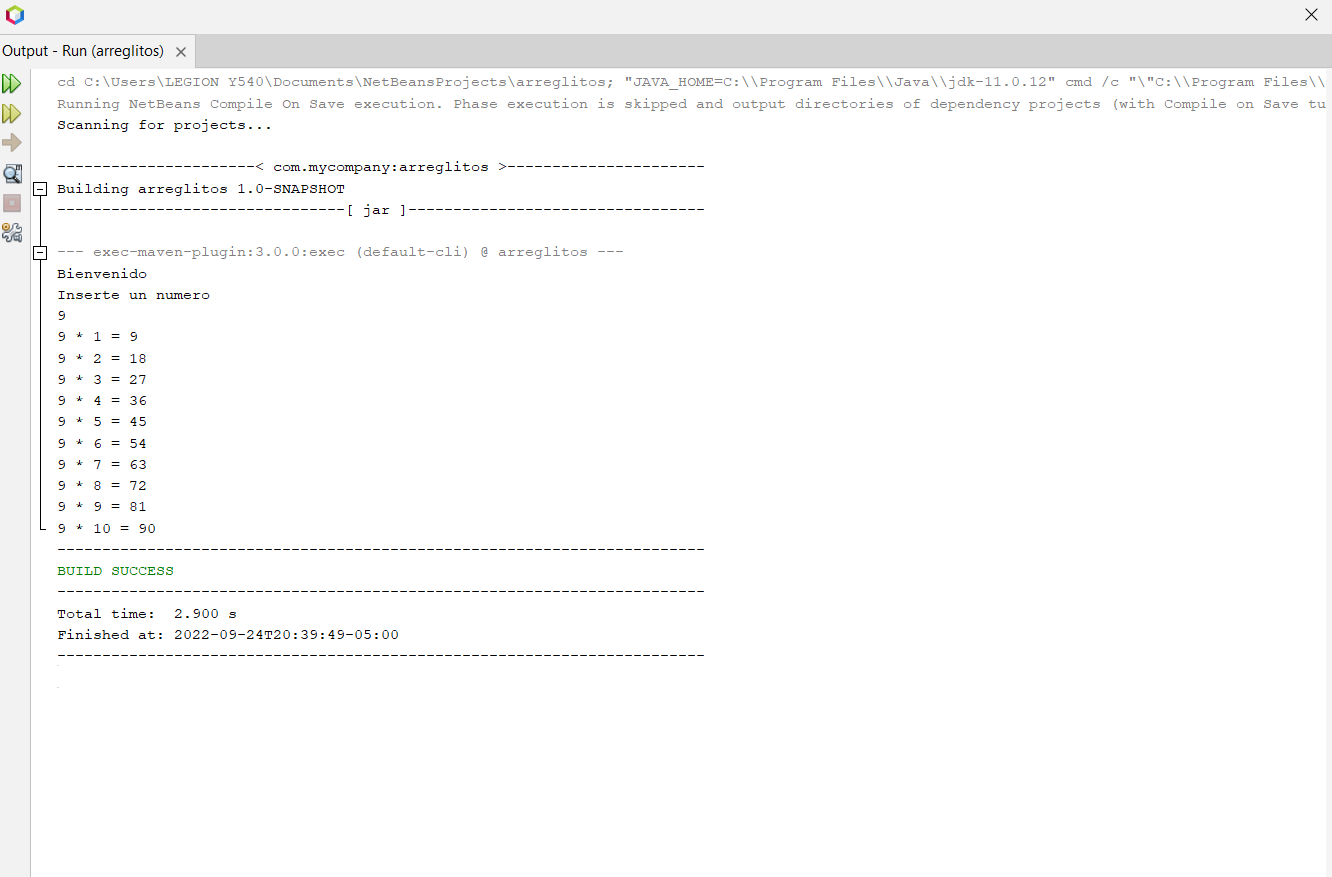 Output - Run (arreglitos)
cd C:\Users\LEGION Y540\Documents\NetBeansProjects\arreglitos; "JAVA_HOME=C:\\Program Files\\Java\\jdk-11.0.12" cmd /c "\"C:\\Program Files\\
Running NetBeans Compile On Save execution. Phase execution is skipped and output directories of dependency projects (with Compile on Save tu
Scanning for projects...
----------------------< com.mycompany:arreglitos >----------------------
Building arreglitos 1.0-SNAPSHOT
--------------------------------[ jar ]---------------------------------
--- exec-maven-plugin:3.0.0:exec (default-cli) @ arreglitos ---
Bienvenido
Inserte un numero
9
9 * 1 = 9
9 * 2 = 18
9 * 3 = 27
9 * 4 = 36
9 * 5 = 45
9 * 6 = 54
9 * 7 = 63
9 * 8 = 72
9 * 9 = 81
9 * 10 = 90
------------------------------------------------------------------------
BUILD SUCCESS
------------------------------------------------------------------------
Total time:  2.900 s
Finished at: 2022-09-24T20:39:49-05:00
------------------------------------------------------------------------